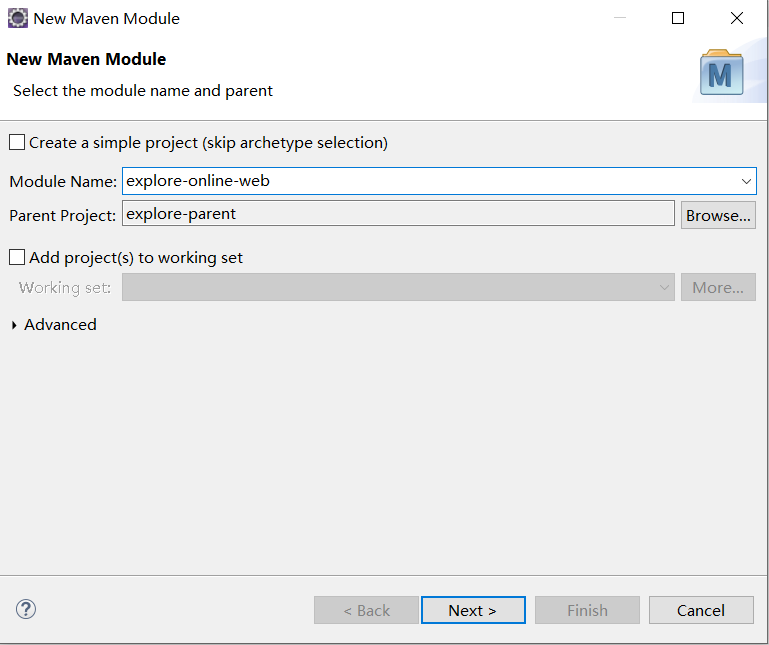 New Maven Module
New Maven Module
Select the module name and parent
M
Create a simple project (skip archetype selection)
Module Name: explore-online-web
Parent Project: explore-parent Browse...
Add project(s) to working set
Working set: More...
Advanced
? < Back Next > Finish Cancel